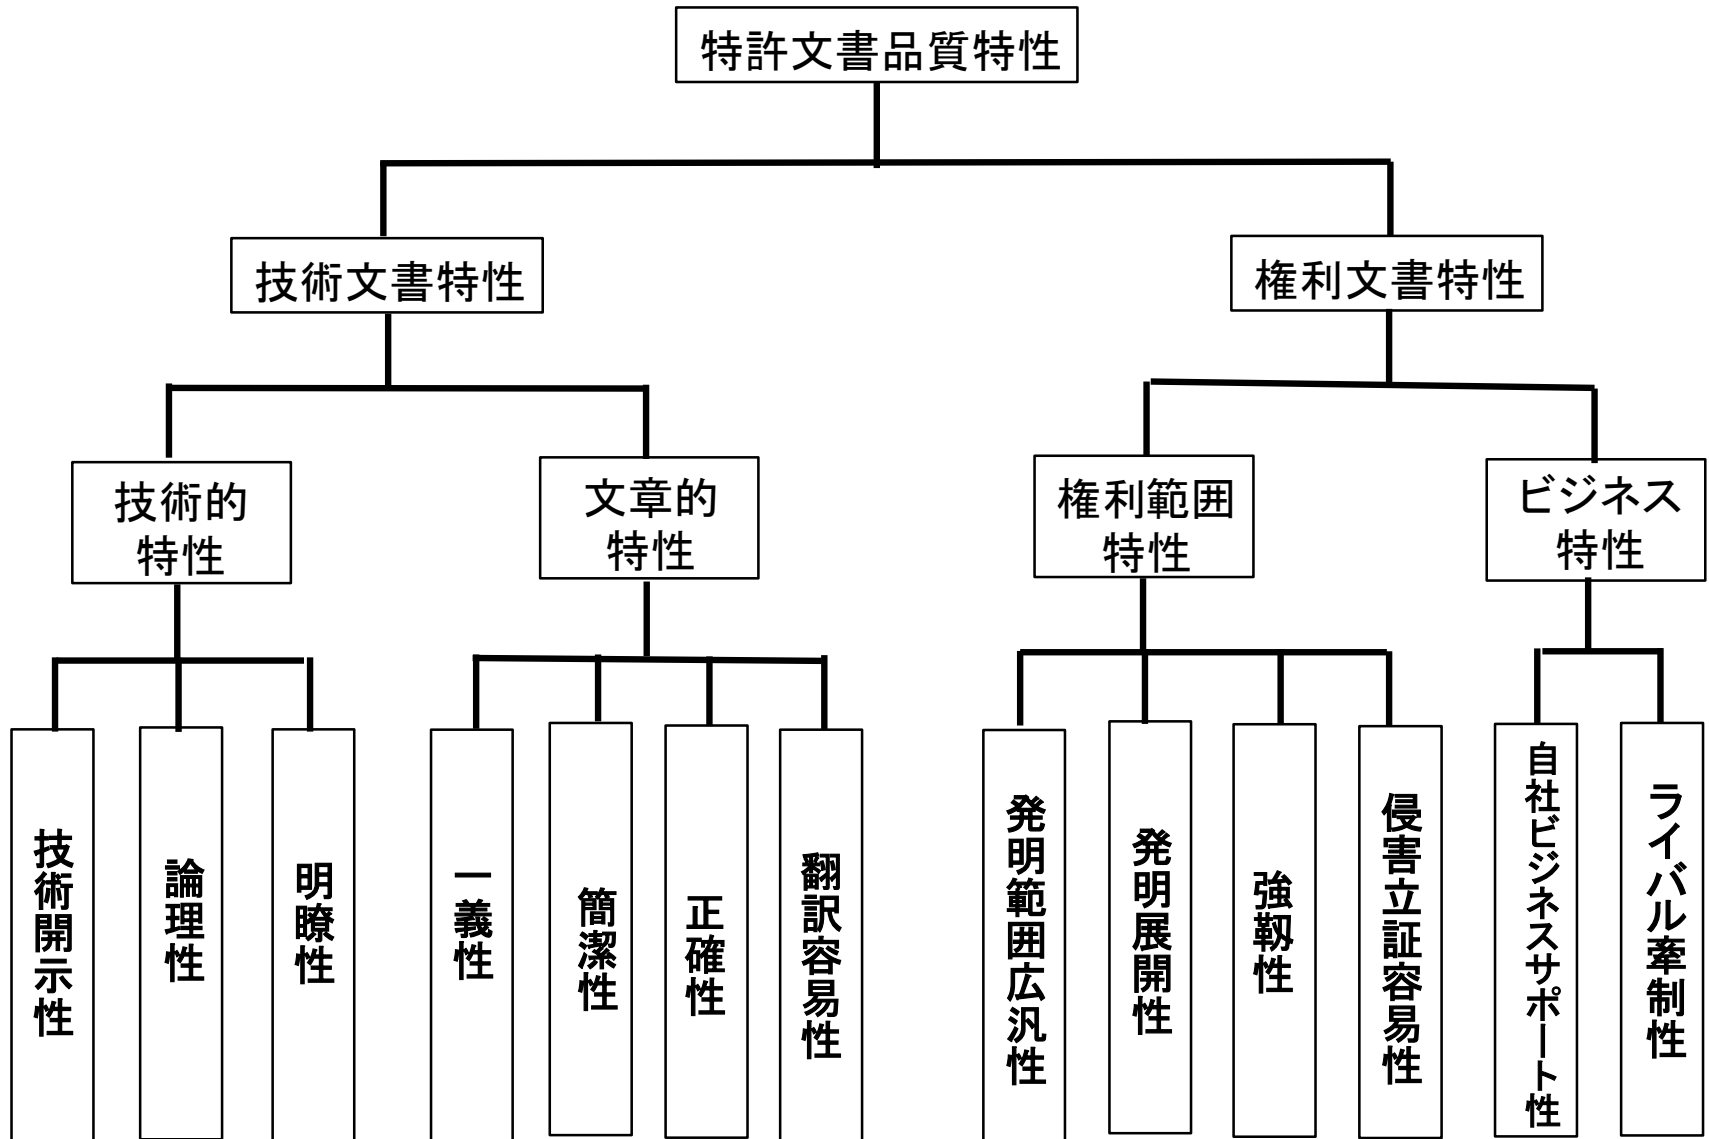 特許文書品質特性
技術文書特性
権利文書特性
技術的
特性
文章的
特性
権利範囲
特性
ビジネス
特性
技術開示性
論理性
明瞭性
一義性
簡潔性
正確性
翻訳容易性
発明範囲広汎性
発明展開性
強靱性
侵害立証容易性
自社ビジネスサポート性
ライバル牽制性